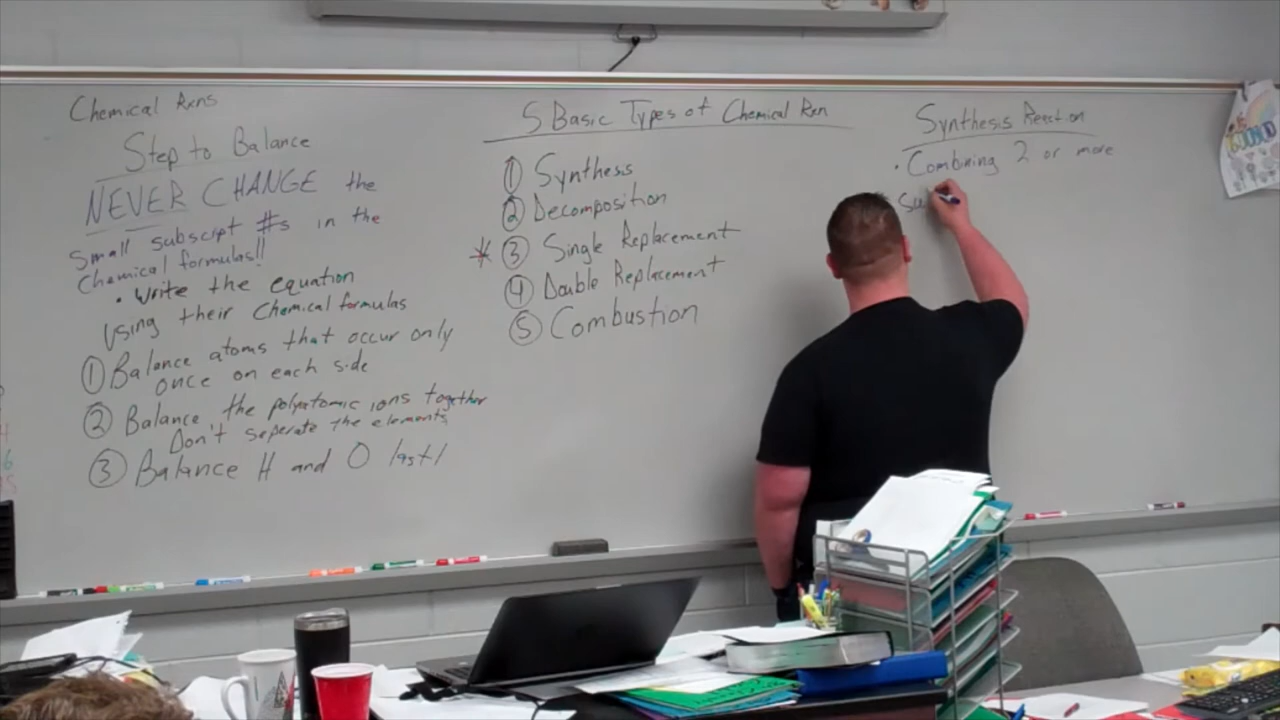 Chemical Rxns
Step to Balance
NEVER CHANGE the
Small subscript #s in the
Chemical formulas!!
• Write the equation
Using their Chemical formulas
① Balance atoms that occur only
once on each side
② Balance the polyatomic ions together
Don't seperate the elements
③ Balance H and O last!
5 Basic Types of Chemical Rxn
① Synthesis
② Decomposition
* ③ Single Replacement
④ Double Replacement
⑤ Combustion
Synthesis Reaction
• Combining 2 or more